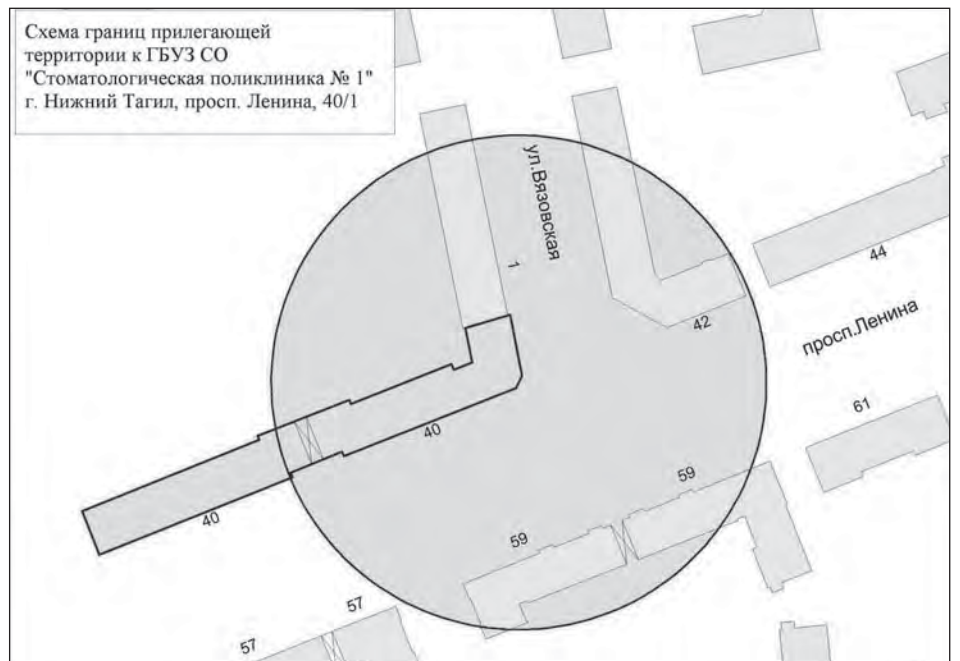 Схема границ прилегающей
территории к ГБУЗ СО
"Стоматологическая поликлиника № 1"
г. Нижний Тагил, просп. Ленина, 40/1
ул.Вязовская
1
44
42
просп.Ленина
61
40
59
40
59
57
57